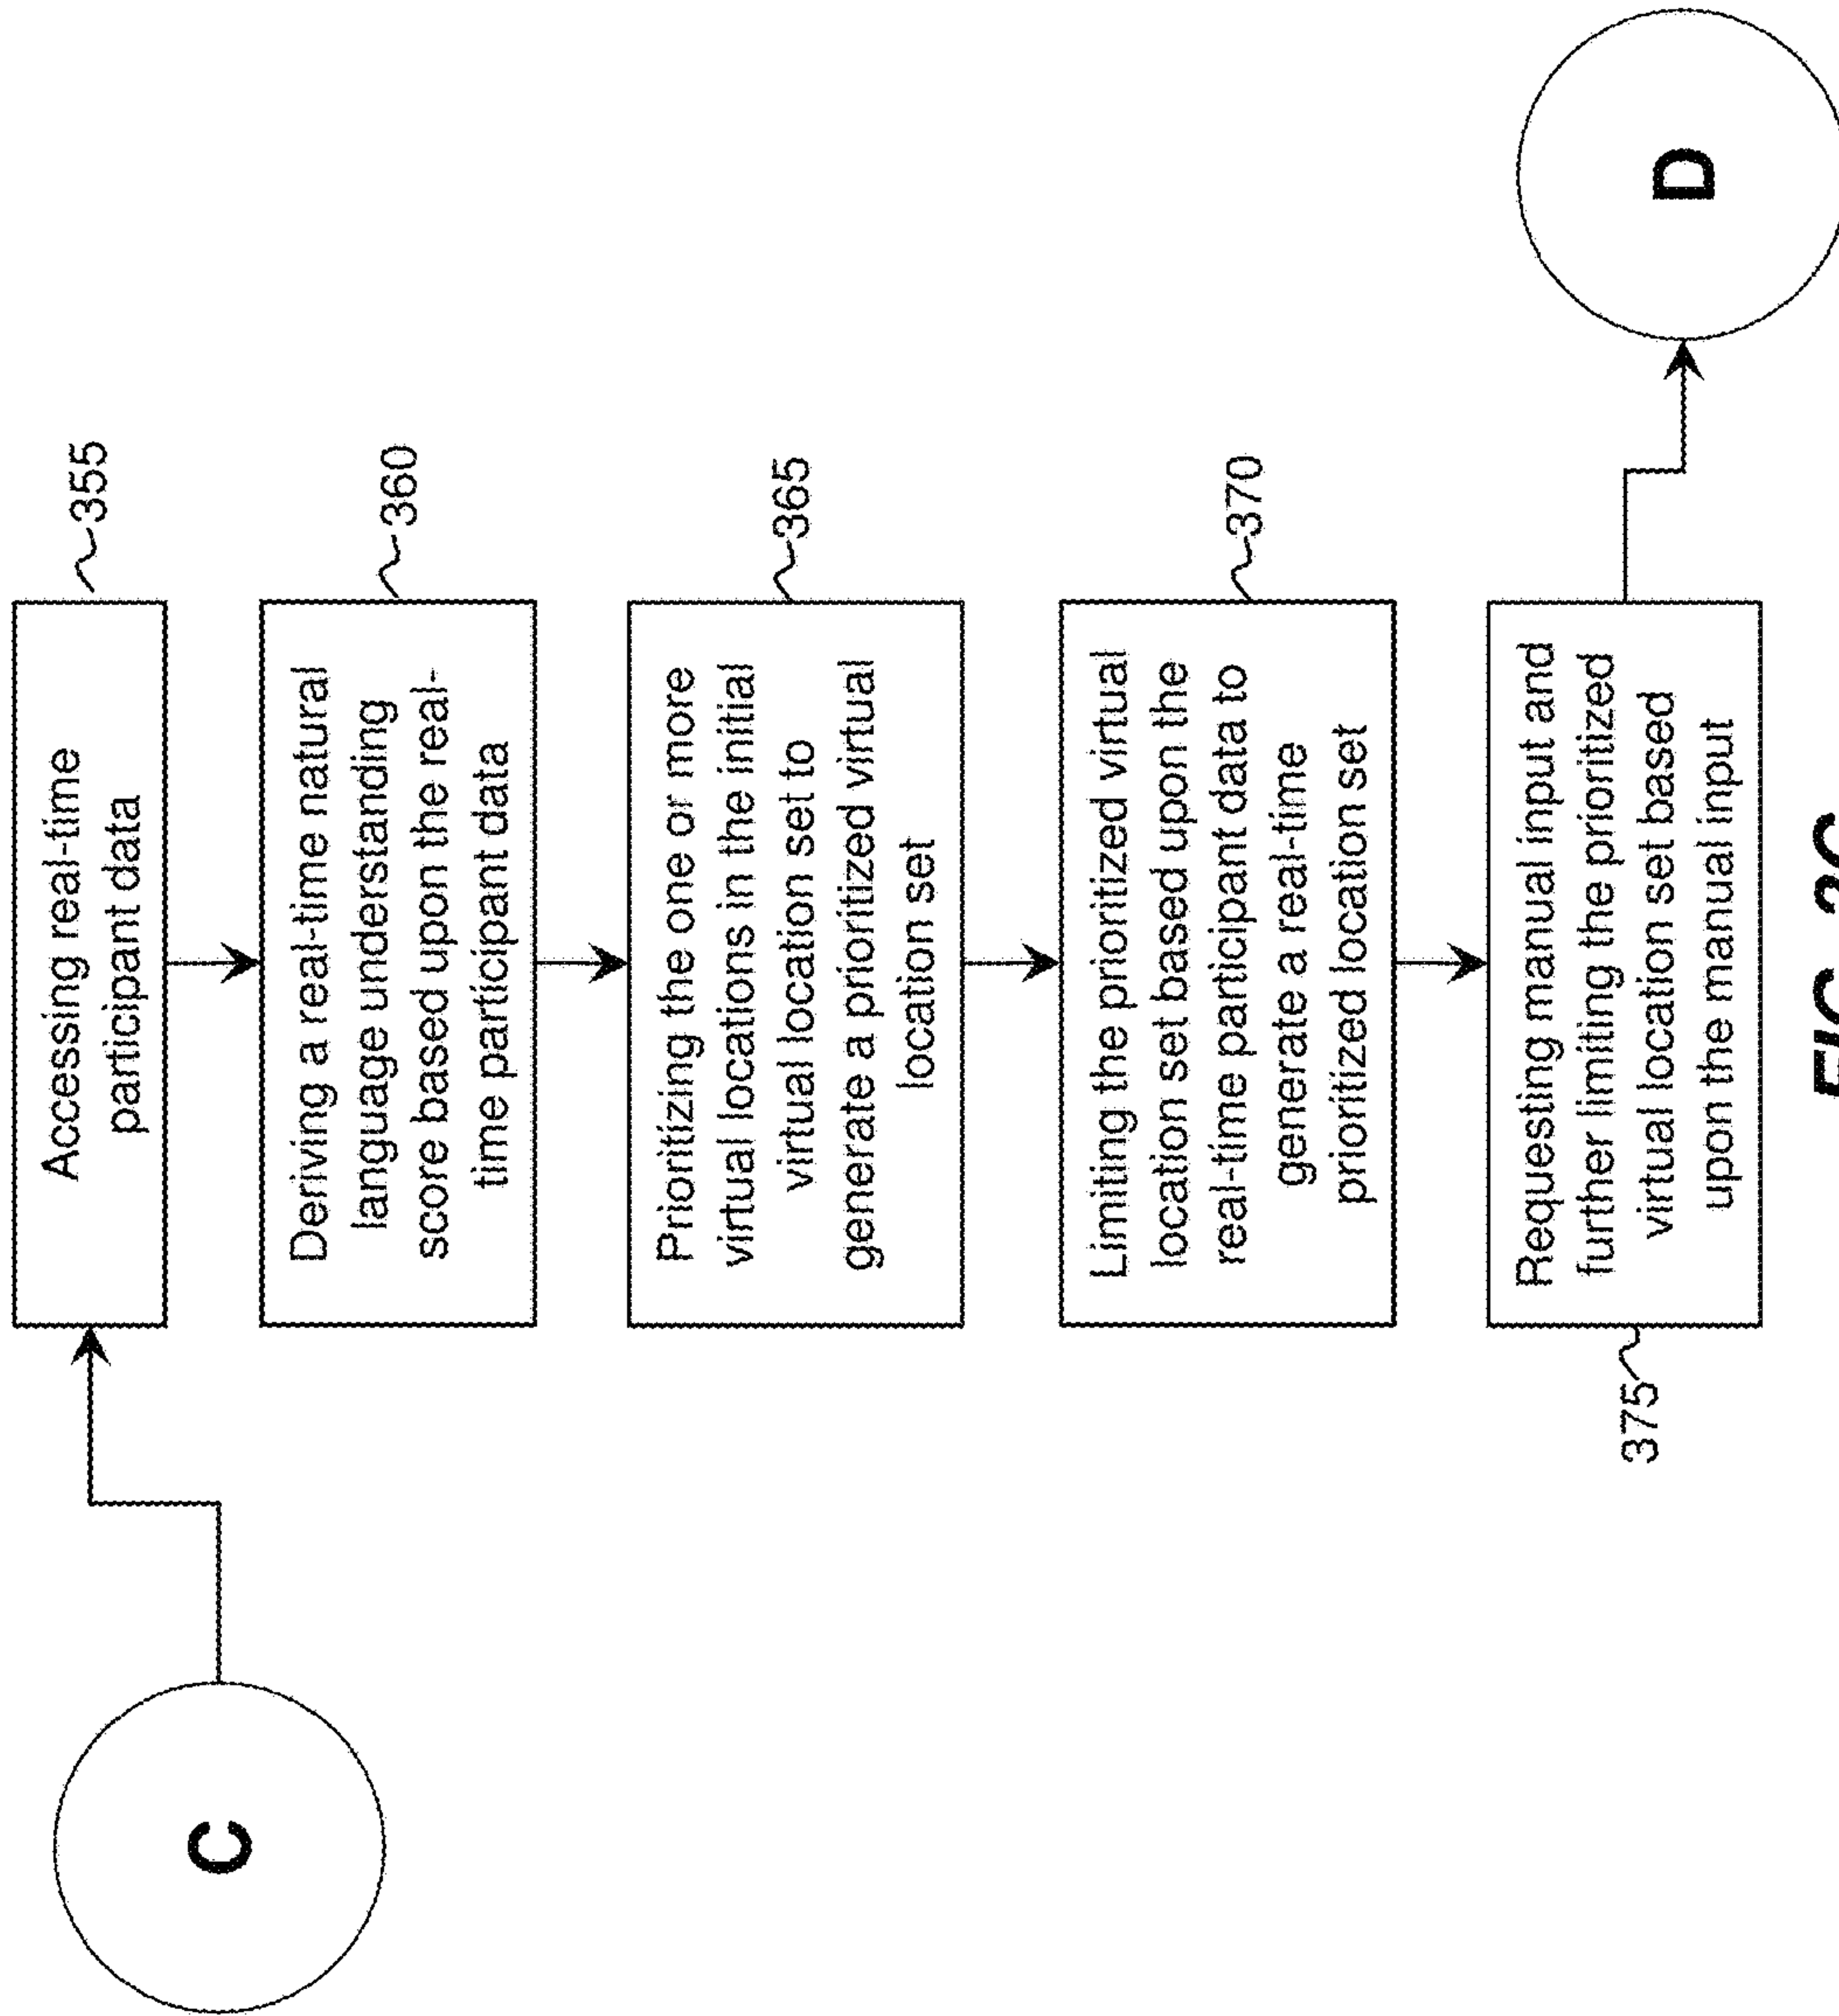 C
Accessing real-time
participant data
355
Deriving a real-time natural
language understanding
score based upon the real-
time participant data
360
Prioritizing the one or more
virtual locations in the initial
virtual location set to
generate a prioritized virtual
location set
365
Limiting the prioritized virtual
location set based upon the
real-time participant data to
generate a real-time
prioritized location set
370
Requesting manual input and
further limiting the prioritized
virtual location set based
upon the manual input
375
D
FIG. 3C